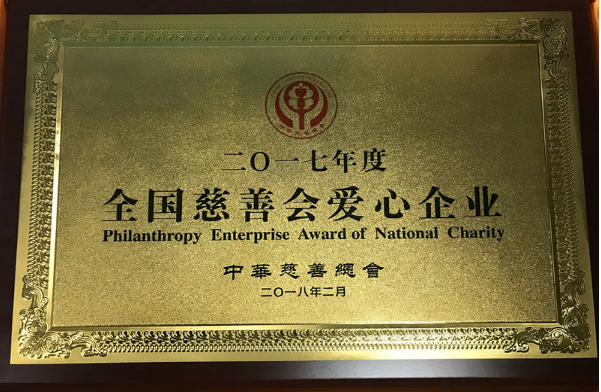 二〇一七年度
全国慈善会爱心企业
Philanthropy Enterprise Award of National Charity
中華慈善總會
二〇一八年二月